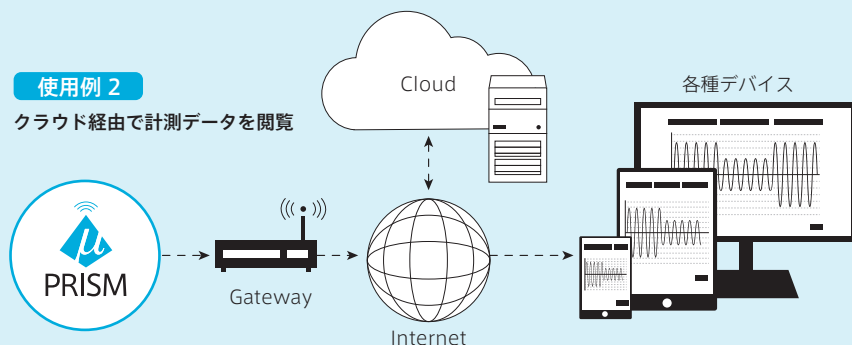 使用例 2
クラウド経由で計測データを閲覧
Cloud
各種デバイス
μ
PRISM
Gateway
Internet